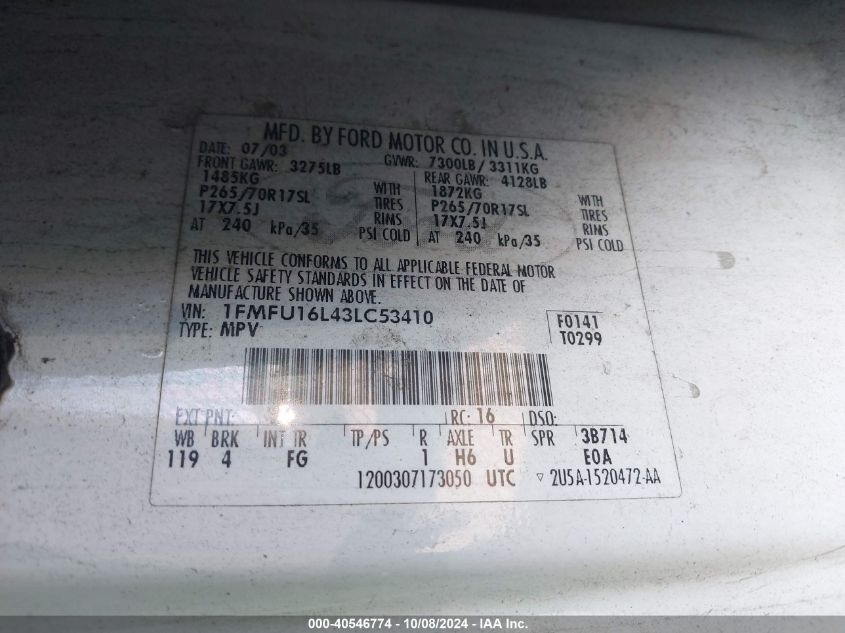 MFD. BY FORD MOTOR CO. IN U.S.A.
DATE: 07/03 GVWR: 7300LB / 3311KG
FRONT GAWR: 3275LB REAR GAWR: 4128LB
1485KG WITH 1872KG WITH
P265/70R17SL TIRES P265/70R17SL TIRES
17X7.5J RIMS 17X7.5J RIMS
AT 240 kPa/35 PSI COLD AT 240 kPa/35 PSI COLD
THIS VEHICLE CONFORMS TO ALL APPLICABLE FEDERAL MOTOR
VEHICLE SAFETY STANDARDS IN EFFECT ON THE DATE OF
MANUFACTURE SHOWN ABOVE.
VIN: 1FMFU16L43LC53410 F0141
TYPE: MPV T0299
EXT PNT: RC: 16 DSO:
WB BRK INT TR TP/PS R AXLE TR SPR 3B714
119 4 FG 1 H6 U E0A
1200307173050 UTC ▽ 2U5A-1520472-AA
000-40546774 - 10/08/2024 - IAA Inc.